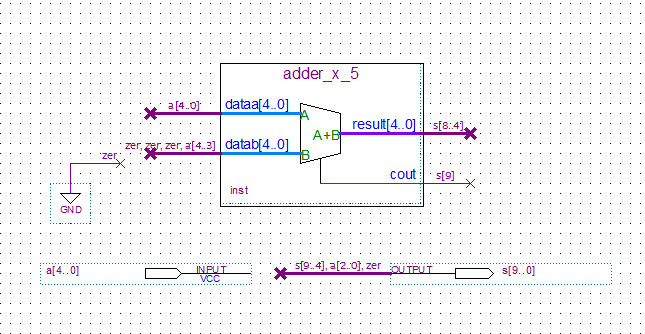 adder_x_5
a[4..0]
dataa[4..0]
A
result[4..0]
s[8..4]
A+B
zer, zer, zer, a[4..3]
datab[4..0]
B
zer
cout
s[9]
inst
GND
a[4..0]
INPUT
VCC
s[9..4], a[2..0], zer
OUTPUT
s[9..0]